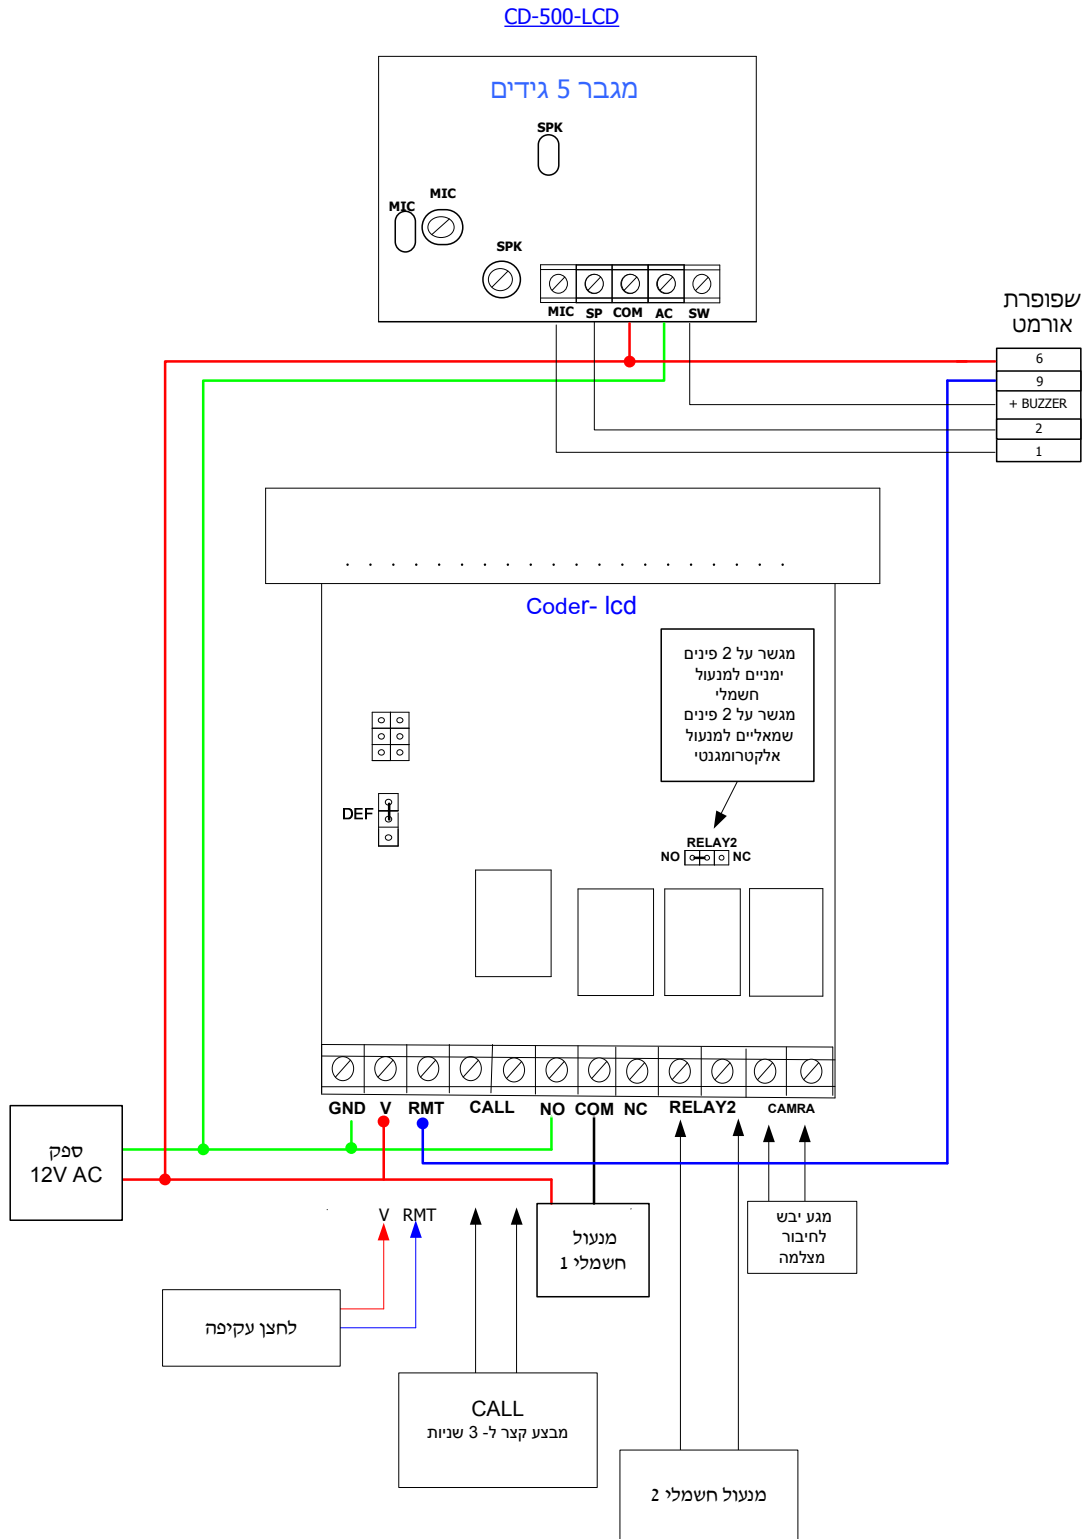 CD-500-LCD
מגבר 5 גידים
SPK
MIC
MIC
SPK
MIC SP COM AC SW
שפופרת
אורמט
6
9
+ BUZZER
2
1
Coder- lcd
מגשר על 2 פינים
ימניים למנעול
חשמלי
מגשר על 2 פינים
שמאליים למנעול
אלקטרומגנטי
DEF
RELAY2
NO NC
GND V RMT CALL NO COM NC RELAY2 CAMRA
ספק
12V AC
V RMT
מנעול
חשמלי 1
מגע יבש
לחיבור
מצלמה
לחצן עקיפה
CALL
מבצע קצר ל- 3 שניות
מנעול חשמלי 2